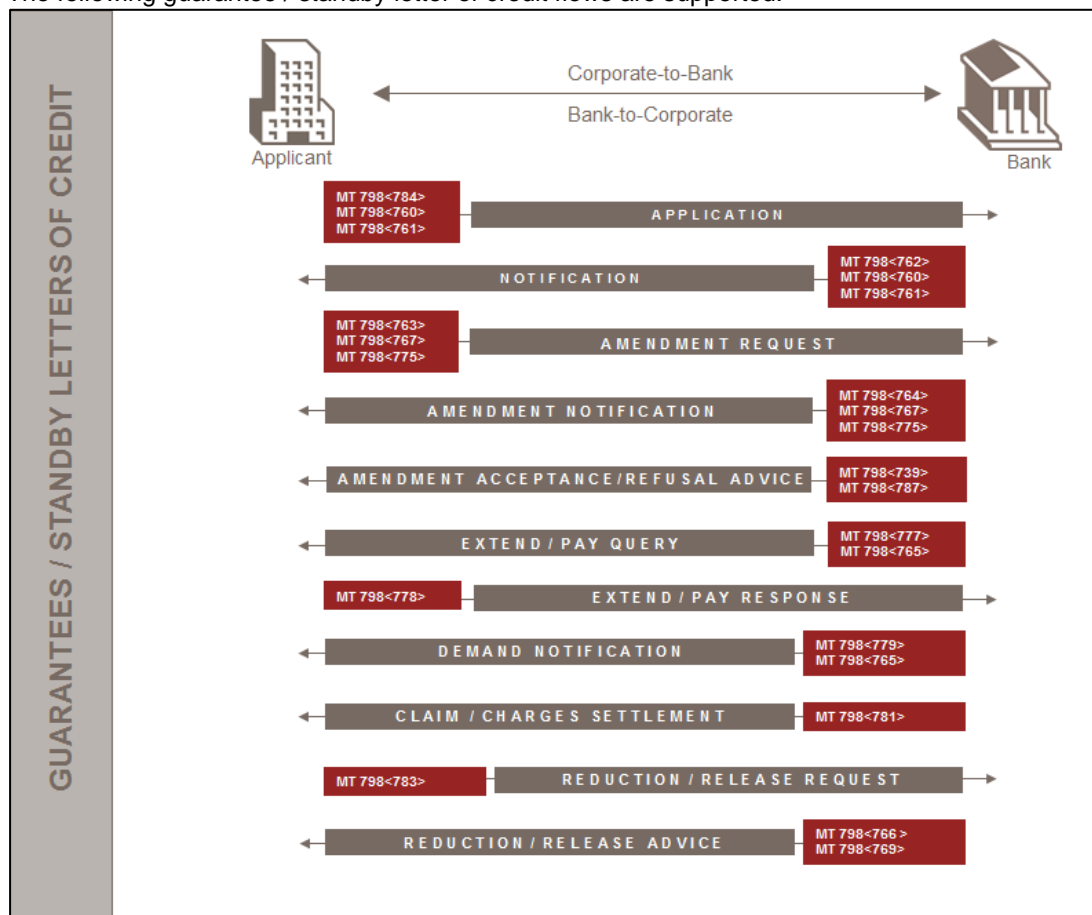 The following guarantee / standby letter of credit flows are supported:
GUARANTEES / STANDBY LETTERS OF CREDIT
Corporate-to-Bank
Bank-to-Corporate
Applicant
Bank
MT 798<784>
MT 798<760>
MT 798<761>
APPLICATION
NOTIFICATION
MT 798<762>
MT 798<760>
MT 798<761>
MT 798<763>
MT 798<767>
MT 798<775>
AMENDMENT REQUEST
AMENDMENT NOTIFICATION
MT 798<764>
MT 798<767>
MT 798<775>
AMENDMENT ACCEPTANCE/REFUSAL ADVICE
MT 798<739>
MT 798<787>
EXTEND / PAY QUERY
MT 798<777>
MT 798<765>
MT 798<778>
EXTEND / PAY RESPONSE
DEMAND NOTIFICATION
MT 798<779>
MT 798<765>
CLAIM / CHARGES SETTLEMENT
MT 798<781>
MT 798<783>
REDUCTION / RELEASE REQUEST
REDUCTION / RELEASE ADVICE
MT 798<766 >
MT 798<769>